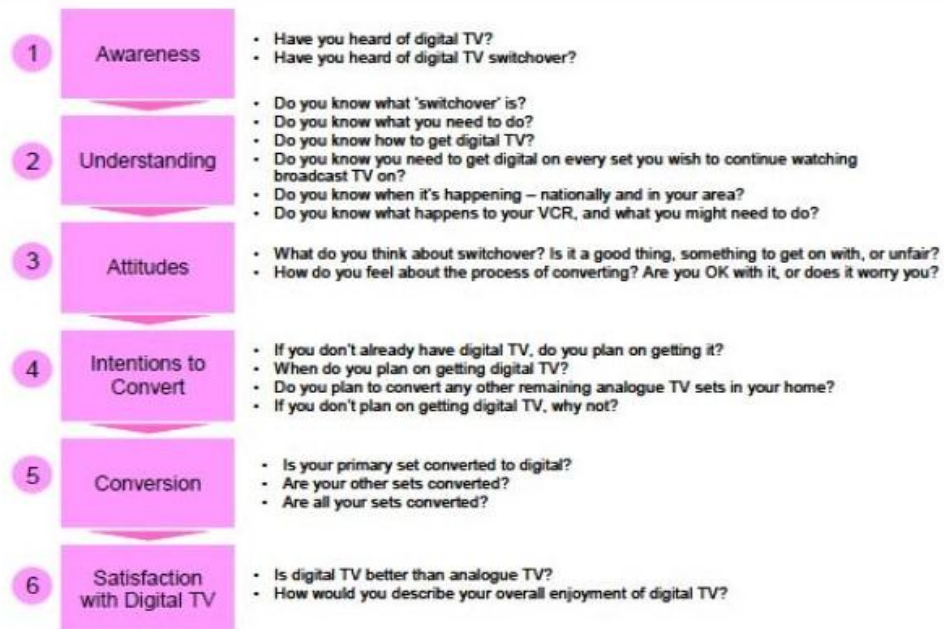 1
Awareness
• Have you heard of digital TV?
• Have you heard of digital TV switchover?
2
Understanding
• Do you know what 'switchover' is?
• Do you know what you need to do?
• Do you know how to get digital TV?
• Do you know you need to get digital on every set you wish to continue watching
broadcast TV on?
• Do you know when it's happening – nationally and in your area?
• Do you know what happens to your VCR, and what you might need to do?
3
Attitudes
• What do you think about switchover? Is it a good thing, something to get on with, or unfair?
• How do you feel about the process of converting? Are you OK with it, or does it worry you?
4
Intentions to
Convert
• If you don't already have digital TV, do you plan on getting it?
• When do you plan on getting digital TV?
• Do you plan to convert any other remaining analogue TV sets in your home?
• If you don't plan on getting digital TV, why not?
5
Conversion
• Is your primary set converted to digital?
• Are your other sets converted?
• Are all your sets converted?
6
Satisfaction
with Digital TV
• Is digital TV better than analogue TV?
• How would you describe your overall enjoyment of digital TV?